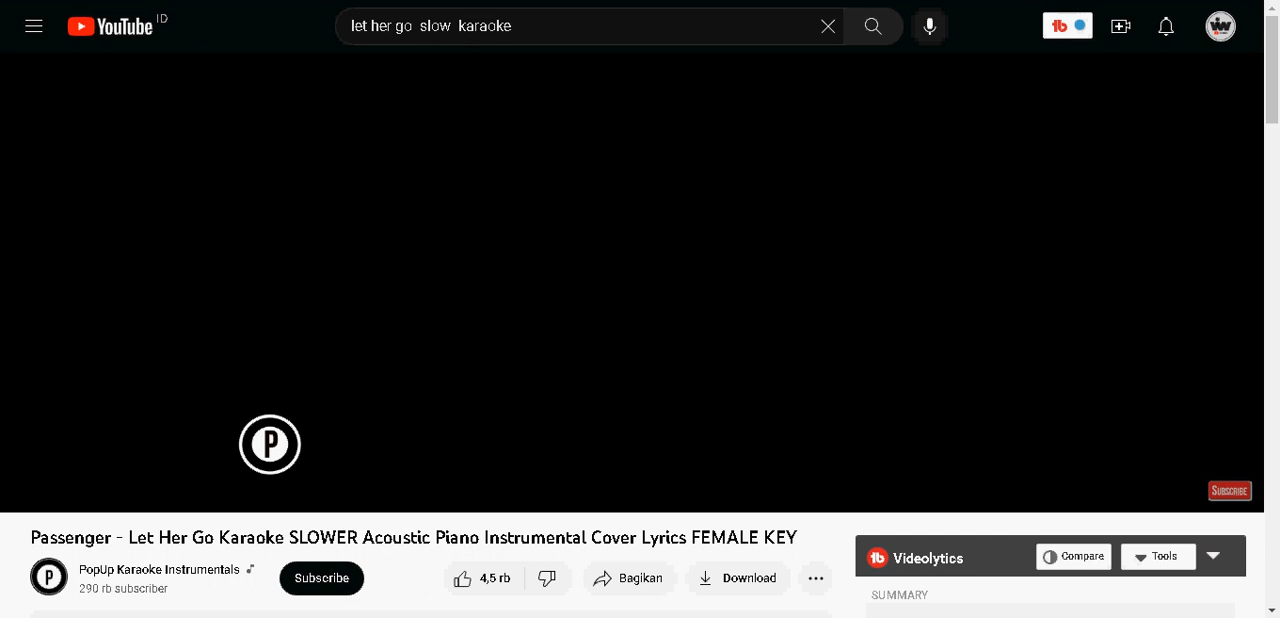 YouTube ID
let her go slow karaoke
P
SUBSCRIBE
Passenger - Let Her Go Karaoke SLOWER Acoustic Piano Instrumental Cover Lyrics FEMALE KEY
P
PopUp Karaoke Instrumentals
290 rb subscriber
Subscribe
4,5 rb
Bagikan
Download
tb Videolytics
Compare
Tools
SUMMARY